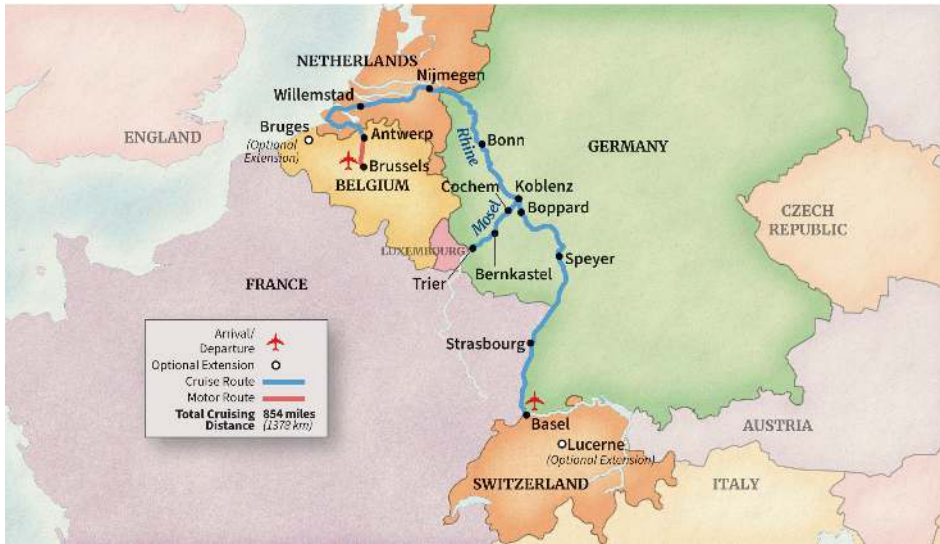 NETHERLANDS
Nijmegen
Willemstad
ENGLAND
Bruges
(Optional
Extension)
Antwerp
Brussels
BELGIUM
Rhine
Bonn
GERMANY
Cochem
Koblenz
Boppard
Mosel
CZECH
REPUBLIC
LUXEMBOURG
Trier
Bernkastel
Speyer
FRANCE
Arrival/
Departure
Optional Extension
Cruise Route
Motor Route
Total Cruising 854 miles
Distance (1378 km)
Strasbourg
Basel
Lucerne
(Optional Extension)
SWITZERLAND
AUSTRIA
ITALY